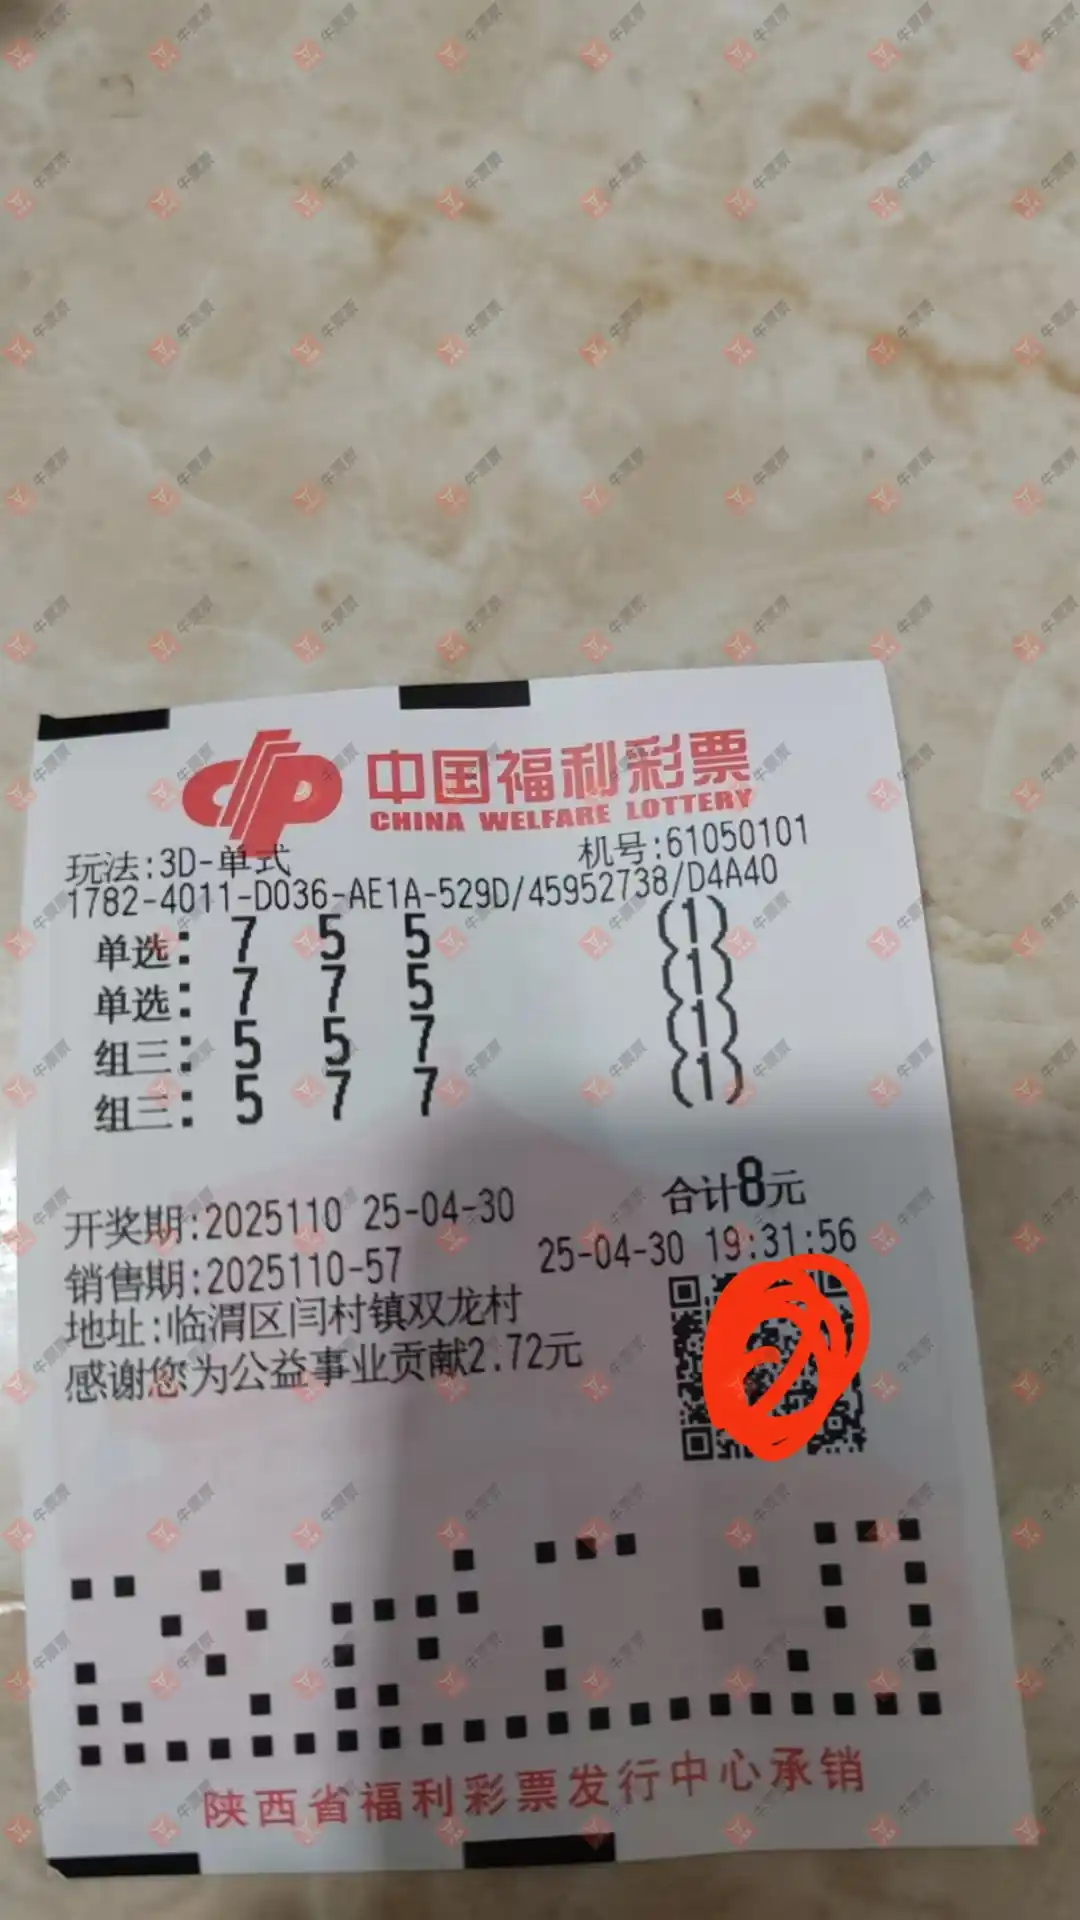 中国福利彩票
CHINA WELFARE LOTTERY
玩法:3D-单式 机号:61050101
1782-4011-D036-AE1A-529D/45952738/D4A40
单选: 7 5 5 (1)
单选: 7 7 5 (1)
组三: 5 5 7 (1)
组三: 5 7 7 (1)
合计8元
开奖期:2025110 25-04-30
销售期:2025110-57 25-04-30 19:31:56
地址:临渭区闫村镇双龙村
感谢您为公益事业贡献2.72元
陕西省福利彩票发行中心承销
牛票票